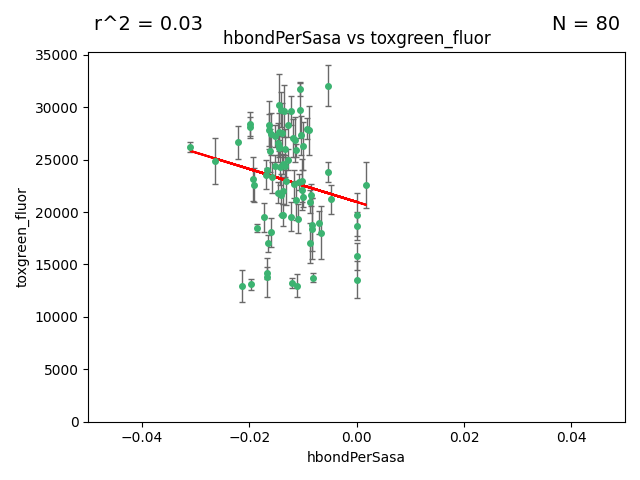 r^2 = 0.03
N = 80
hbondPerSasa vs toxgreen_fluor
35000
30000
25000
20000
15000
10000
5000
0
toxgreen_fluor
−0.04
−0.02
0.00
0.02
0.04
hbondPerSasa